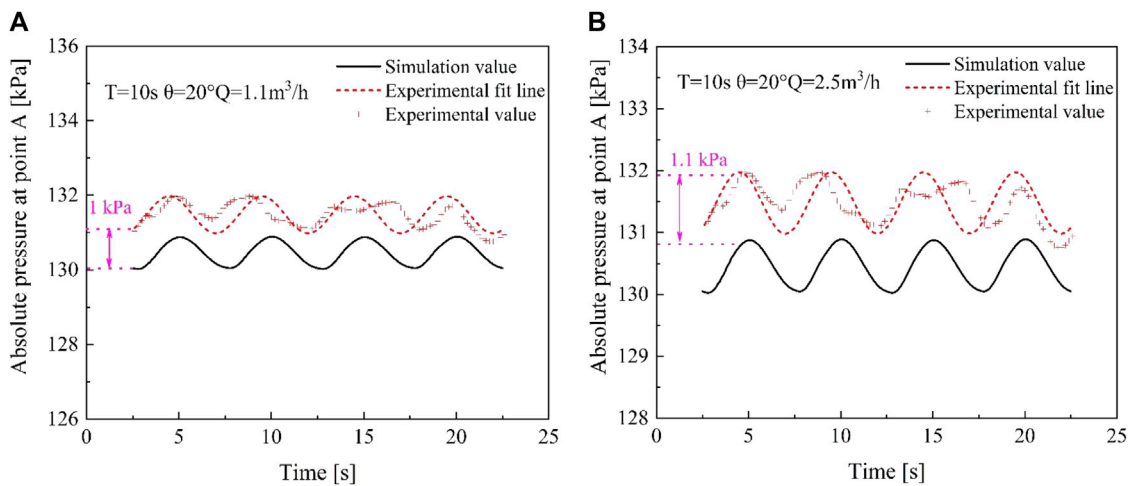 A
Absolute pressure at point A [kPa]
136
134
132
130
128
126
T=10s θ=20°Q=1.1m³/h
Simulation value
Experimental fit line
Experimental value
1 kPa
0
5
10
15
20
25
Time [s]
B
Absolute pressure at point A [kPa]
134
133
132
131
130
129
128
T=10s θ=20°Q=2.5m³/h
Simulation value
Experimental fit line
Experimental value
1.1 kPa
0
5
10
15
20
25
Time [s]